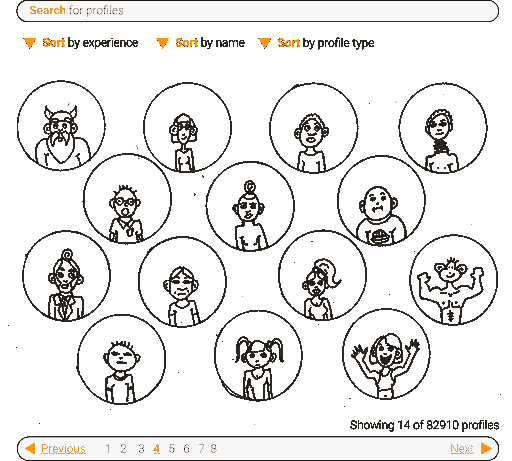 Search for profiles
Sort by experience Sort by name Sort by profile type
Showing 14 of 82910 profiles
Previous 1 2 3 4 5 6 7 8 Next